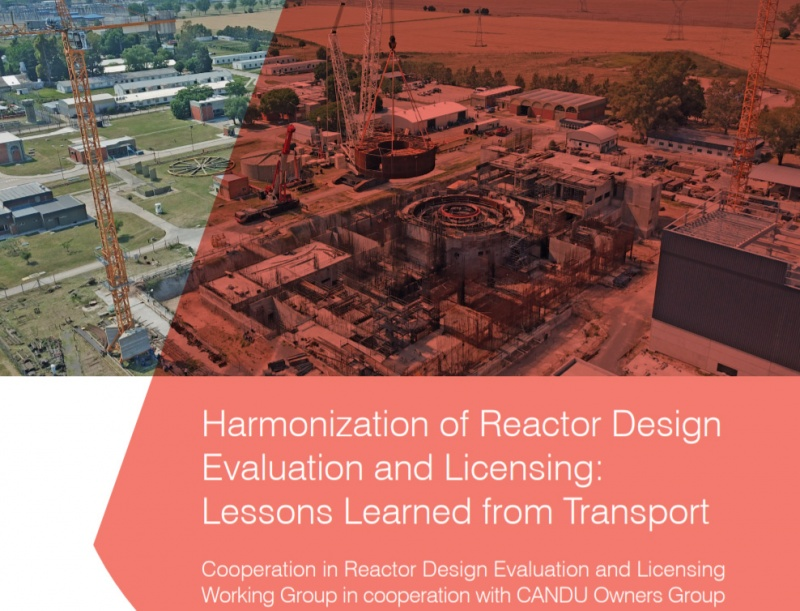 Harmonization of Reactor Design
Evaluation and Licensing:
Lessons Learned from Transport
Cooperation in Reactor Design Evaluation and Licensing
Working Group in cooperation with CANDU Owners Group